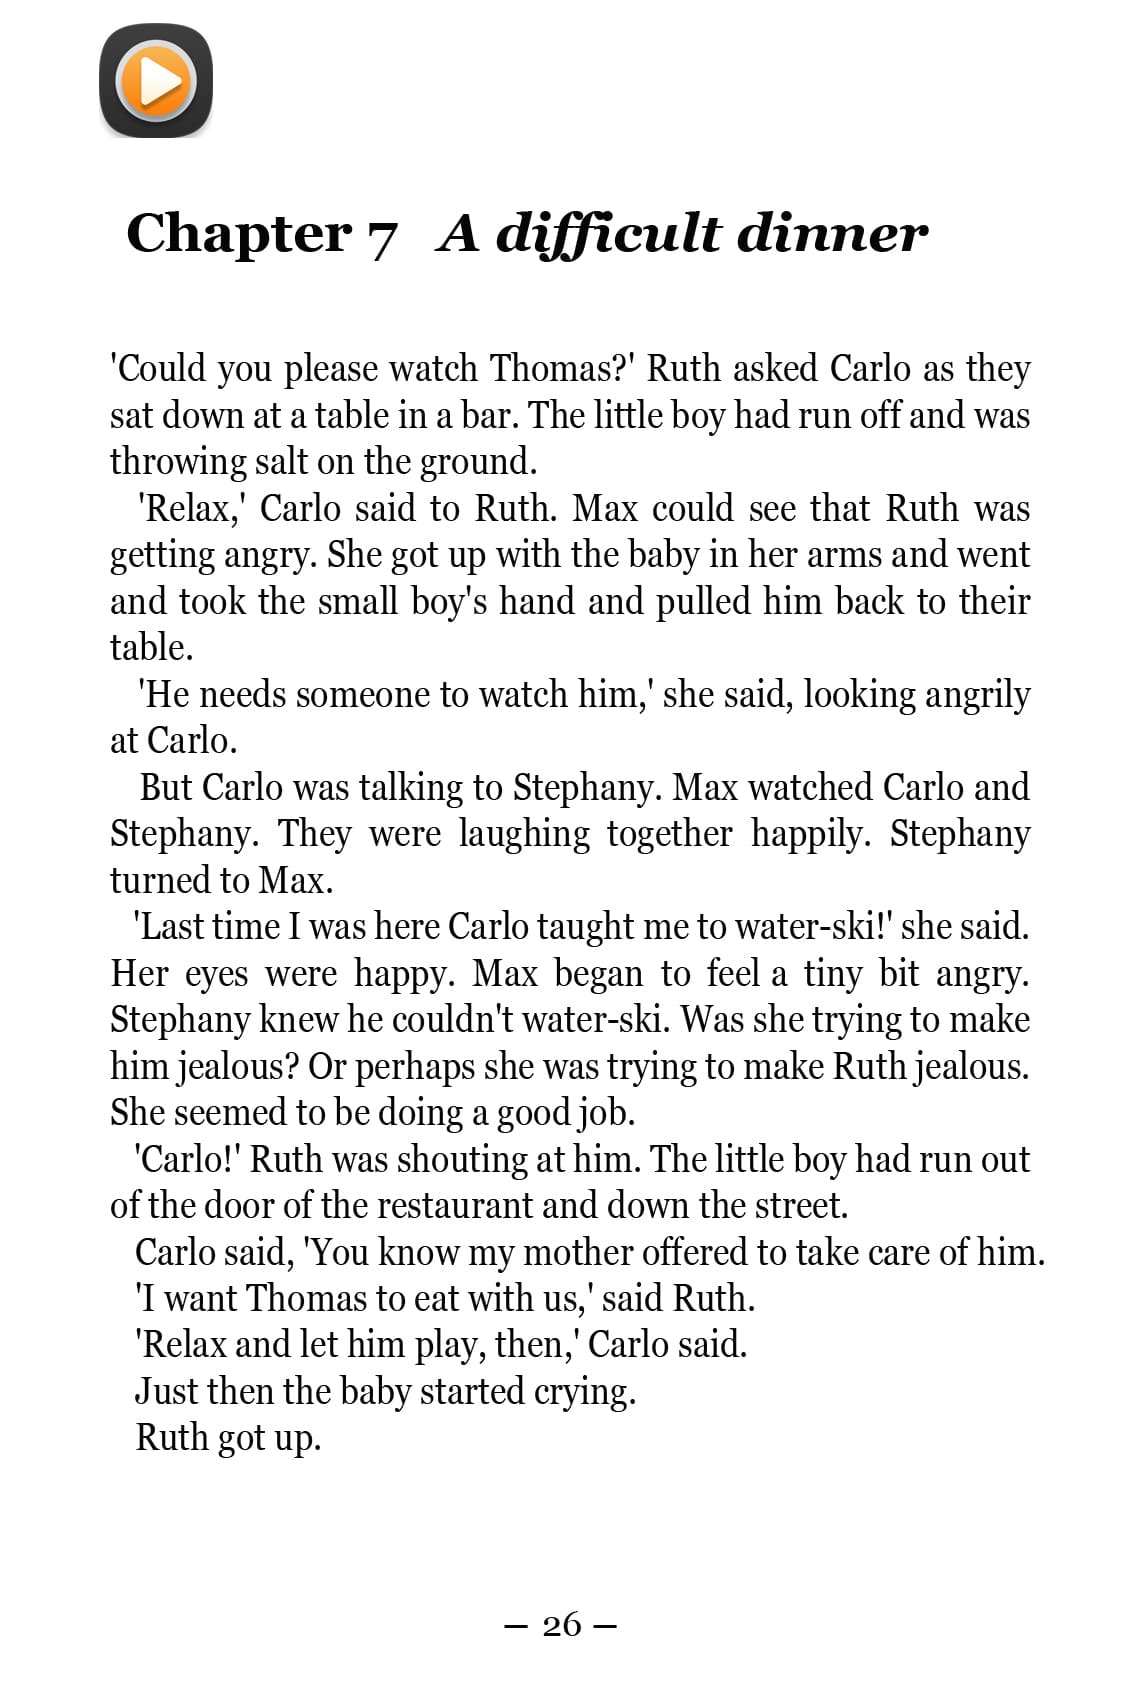 Chapter 7 A difficult dinner
'Could you please watch Thomas?' Ruth asked Carlo as they
sat down at a table in a bar. The little boy had run off and was
throwing salt on the ground.
'Relax,' Carlo said to Ruth. Max could see that Ruth was
getting angry. She got up with the baby in her arms and went
and took the small boy's hand and pulled him back to their
table.
'He needs someone to watch him,' she said, looking angrily
at Carlo.
But Carlo was talking to Stephany. Max watched Carlo and
Stephany. They were laughing together happily. Stephany
turned to Max.
'Last time I was here Carlo taught me to water-ski!' she said.
Her eyes were happy. Max began to feel a tiny bit angry.
Stephany knew he couldn't water-ski. Was she trying to make
him jealous? Or perhaps she was trying to make Ruth jealous.
She seemed to be doing a good job.
'Carlo!' Ruth was shouting at him. The little boy had run out
of the door of the restaurant and down the street.
Carlo said, 'You know my mother offered to take care of him.
'I want Thomas to eat with us,' said Ruth.
'Relax and let him play, then,' Carlo said.
Just then the baby started crying.
Ruth got up.
— 26 —